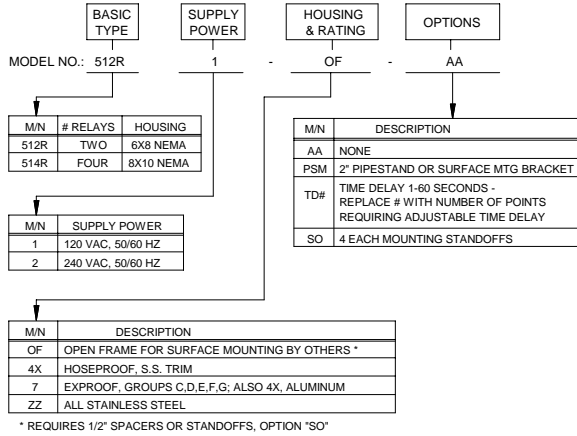 BASIC TYPE SUPPLY POWER HOUSING & RATING OPTIONS
MODEL NO.: 512R 1 - OF - AA
M/N # RELAYS HOUSING
512R TWO 6X8 NEMA
514R FOUR 8X10 NEMA
M/N DESCRIPTION
AA NONE
PSM 2" PIPESTAND OR SURFACE MTG BRACKET
TD# TIME DELAY 1-60 SECONDS -
REPLACE # WITH NUMBER OF POINTS
REQUIRING ADJUSTABLE TIME DELAY
SO 4 EACH MOUNTING STANDOFFS
M/N SUPPLY POWER
1 120 VAC, 50/60 HZ
2 240 VAC, 50/60 HZ
M/N DESCRIPTION
OF OPEN FRAME FOR SURFACE MOUNTING BY OTHERS *
4X HOSEPROOF, S.S. TRIM
7 EXPROOF, GROUPS C,D,E,F,G; ALSO 4X, ALUMINUM
ZZ ALL STAINLESS STEEL
* REQUIRES 1/2" SPACERS OR STANDOFFS, OPTION "SO"